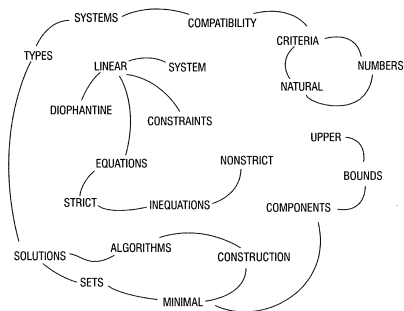 SYSTEMS
COMPATIBILITY
CRITERIA
TYPES
LINEAR
SYSTEM
NUMBERS
NATURAL
DIOPHANTINE
CONSTRAINTS
UPPER
EQUATIONS
NONSTRICT
BOUNDS
STRICT
INEQUATIONS
COMPONENTS
ALGORITHMS
SOLUTIONS
CONSTRUCTION
SETS
MINIMAL